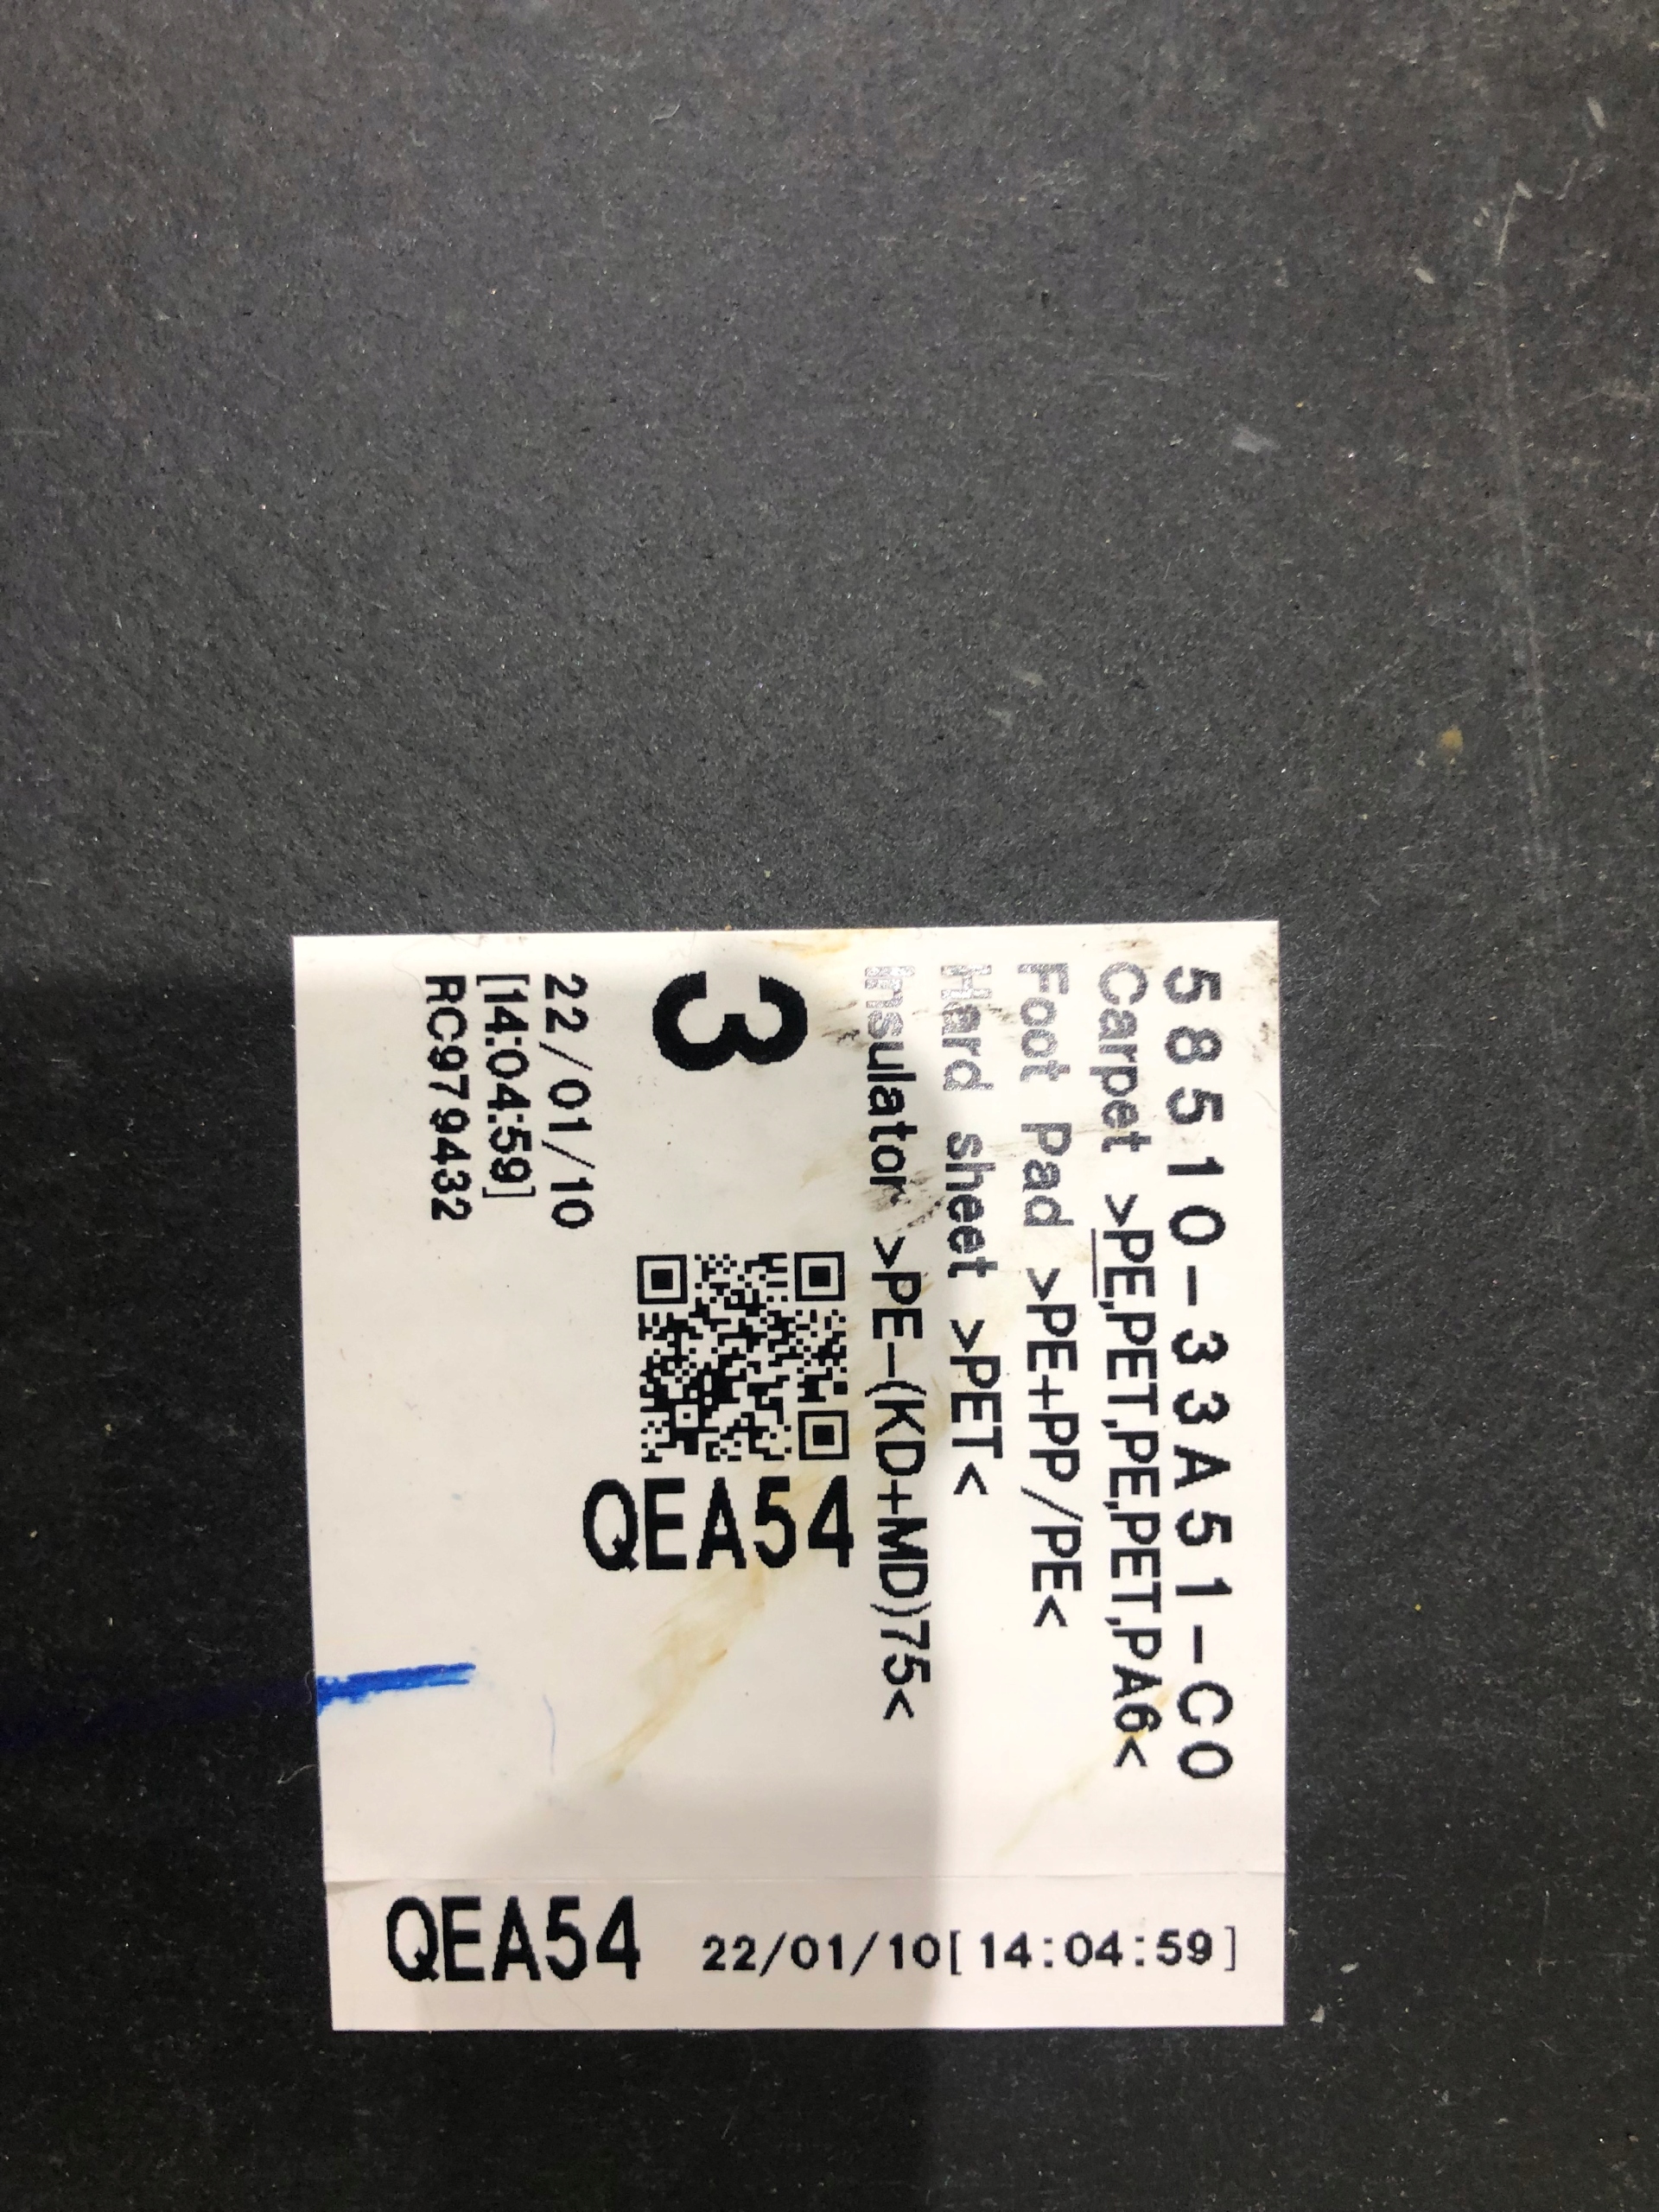 58510-33A51-C0
Carpet >PE,PET,PE,PET,PA6<
Foot Pad >PE+PP/PE<
Hard sheet >PET<
Insulator >PE-(KD+MD)75<
3
QEA54
22/01/10
[14:04:59]
RC979432
QEA54 22/01/10[14:04:59]